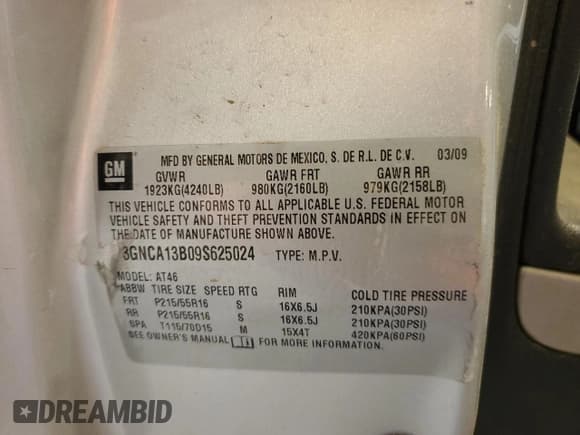 GM
MFD BY GENERAL MOTORS DE MEXICO, S. DE R.L. DE C.V. 03/09
GVWR GAWR FRT GAWR RR
1923KG(4240LB) 980KG(2160LB) 979KG(2158LB)
THIS VEHICLE CONFORMS TO ALL APPLICABLE U.S. FEDERAL MOTOR
VEHICLE SAFETY AND THEFT PREVENTION STANDARDS IN EFFECT ON
THE DATE OF MANUFACTURE SHOWN ABOVE.
3GNCA13B09S625024 TYPE: M.P.V.
MODEL: AT46
ABBW TIRE SIZE SPEED RTG RIM COLD TIRE PRESSURE
FRT P215/55R16 S 16X6.5J 210KPA(30PSI)
RR P215/55R16 S 16X6.5J 210KPA(30PSI)
SPA T115/70D15 M 15X4T 420KPA(60PSI)
SEE OWNER'S MANUAL FOR MORE INFORMATION.
DREAMBID